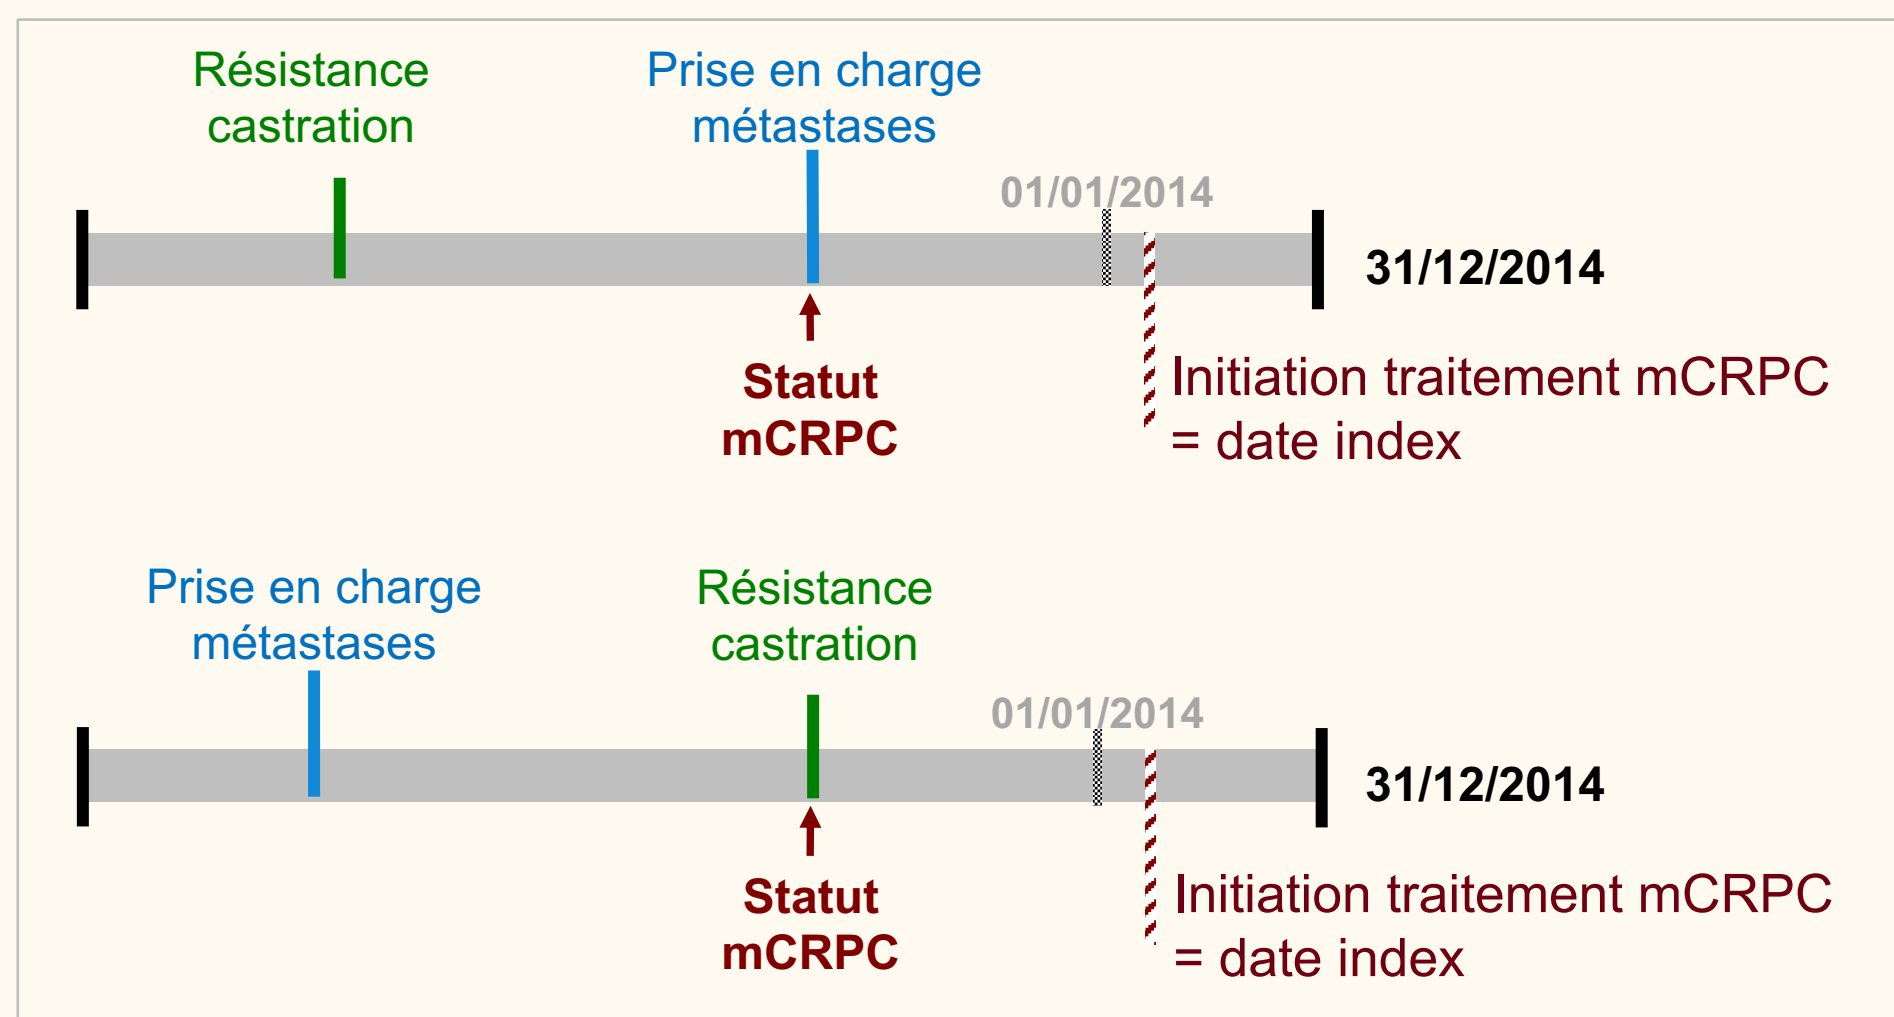 Résistance
castration
Prise en charge
métastases
01/01/2014
31/12/2014
Statut
mCRPC
Initiation traitement mCRPC
= date index
Prise en charge
métastases
Résistance
castration
01/01/2014
31/12/2014
Statut
mCRPC
Initiation traitement mCRPC
= date index